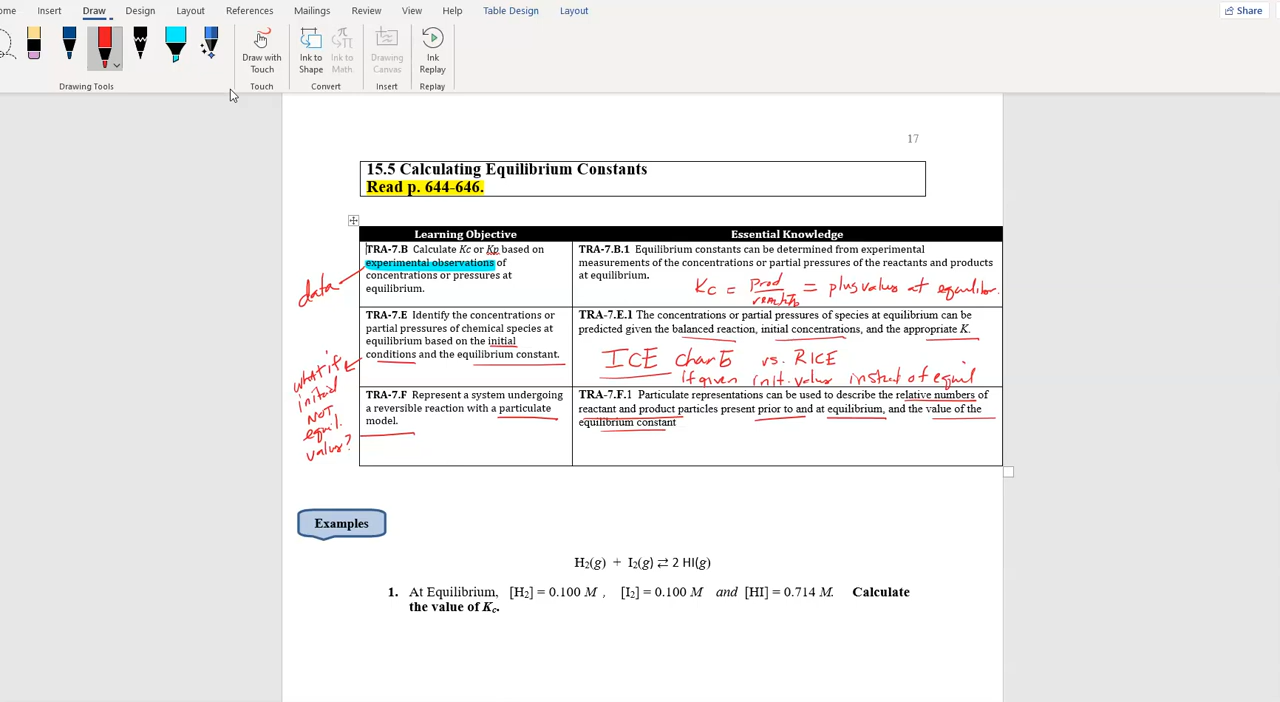 ome Insert Draw Design Layout References Mailings Review View Help Table Design Layout Share
Draw with Touch
Ink to Shape
Ink to Math
Drawing Canvas
Ink Replay
Drawing Tools Touch Convert Insert Replay
17
15.5 Calculating Equilibrium Constants
Read p. 644-646.
Learning Objective Essential Knowledge
TRA-7.B Calculate Kc or Kp based on
experimental observations of
concentrations or pressures at
equilibrium.
data
TRA-7.B.1 Equilibrium constants can be determined from experimental
measurements of the concentrations or partial pressures of the reactants and products
at equilibrium.
Kc = prod/reactants = plug values at equilibr.
TRA-7.E Identify the concentrations or
partial pressures of chemical species at
equilibrium based on the initial
conditions and the equilibrium constant.
what if
initial
NOT
equil.
value?
TRA-7.E.1 The concentrations or partial pressures of species at equilibrium can be
predicted given the balanced reaction, initial concentrations, and the appropriate K.
ICE chart vs. RICE
if given init. value instead of equil
TRA-7.F Represent a system undergoing
a reversible reaction with a particulate
model.
TRA-7.F.1 Particulate representations can be used to describe the relative numbers of
reactant and product particles present prior to and at equilibrium, and the value of the
equilibrium constant
Examples
H₂(g) + I₂(g) ⇄ 2 HI(g)
1. At Equilibrium, [H₂] = 0.100 M , [I₂] = 0.100 M and [HI] = 0.714 M. Calculate
the value of Kc.